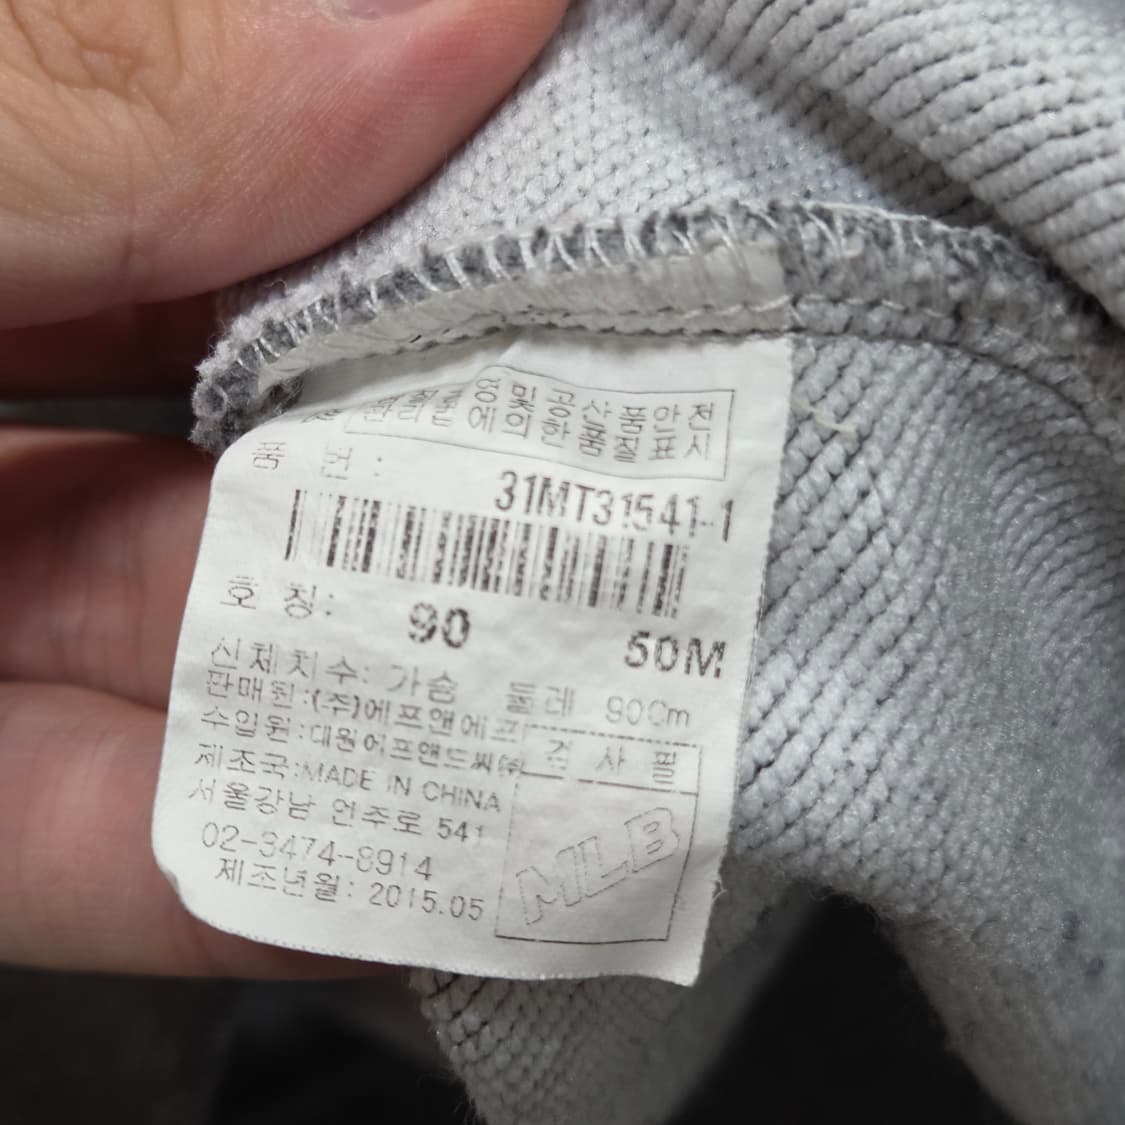 용 및 공 산 품 안 전
에 의 한 품 질 표 시
품 번:
31MT31541-1
호 칭: 90 50M
신체치수: 가슴 둘레 90Cm
판매원:(주)에프앤에프
수입원:대원어프앤드씨㈜
제조국:MADE IN CHINA
서울강남 언주로 541
02-3474-8914
제조년월: 2015.05
검 사 필
MLB